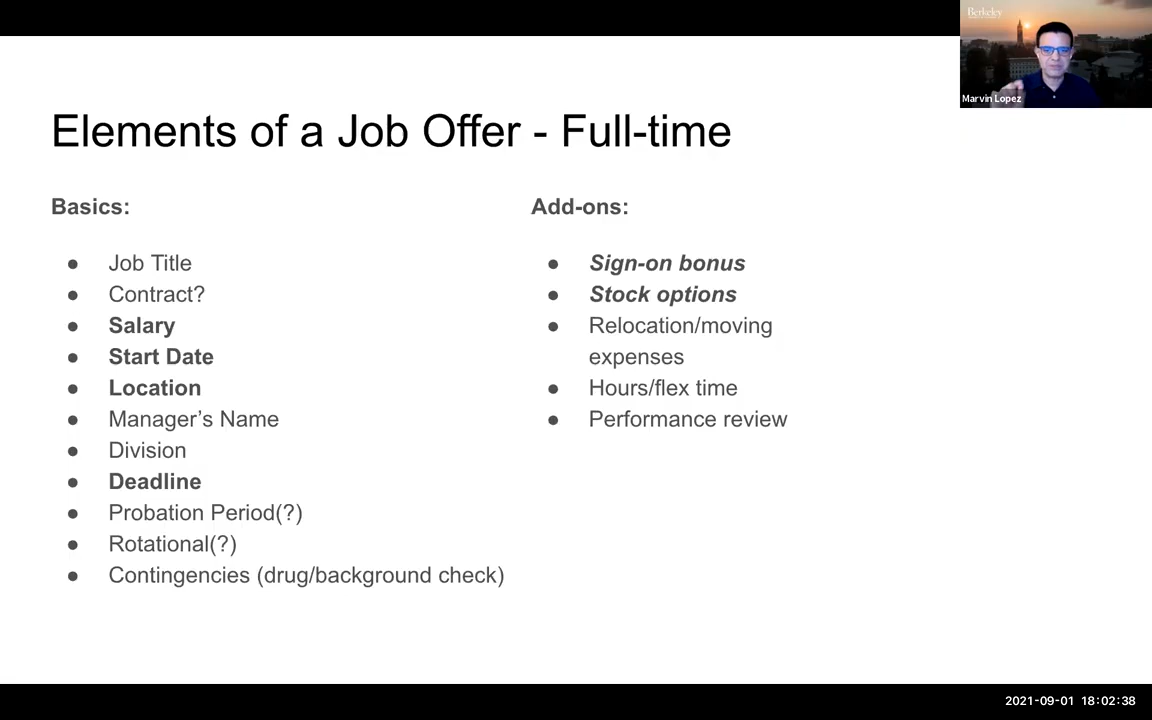 Berkeley
Marvin Lopez
Elements of a Job Offer - Full-time
Basics:
● Job Title
● Contract?
● Salary
● Start Date
● Location
● Manager’s Name
● Division
● Deadline
● Probation Period(?)
● Rotational(?)
● Contingencies (drug/background check)
Add-ons:
● Sign-on bonus
● Stock options
● Relocation/moving
expenses
● Hours/flex time
● Performance review
2021-09-01 18:02:38